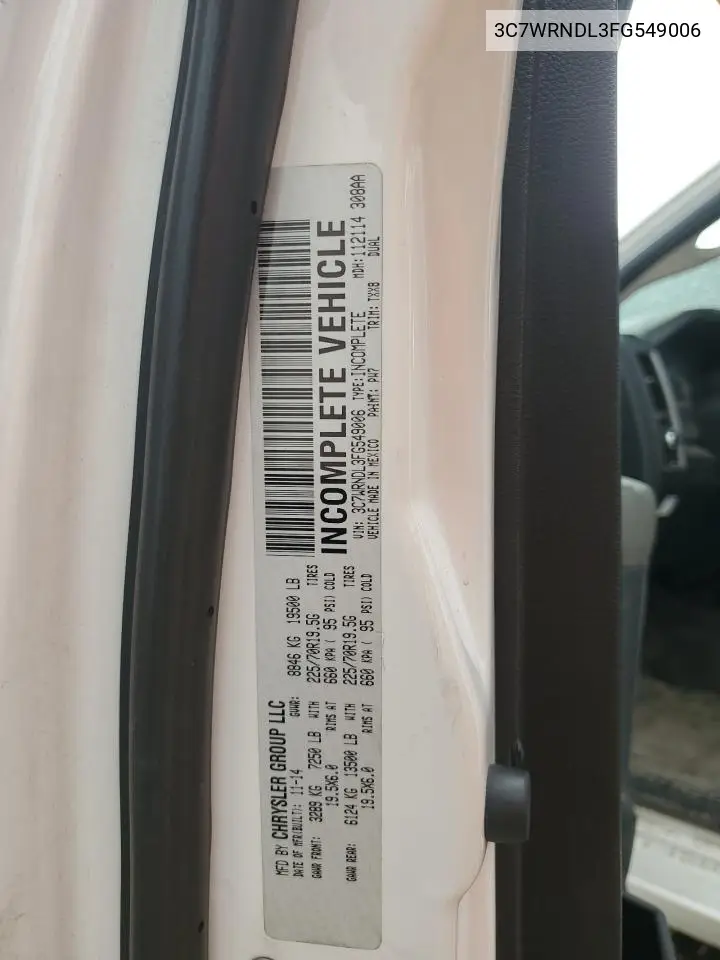 3C7WRNDL3FG549006
MFD BY CHRYSLER GROUP LLC
DATE OF MFR(BUILT): 11-14 GVWR: 8846 KG 19500 LB
GAWR FRONT: 3289 KG 7250 LB WITH 225/70R19.5G TIRES
19.5X6.0 RIMS AT 660 KPA ( 95 PSI) COLD
GAWR REAR: 6124 KG 13500 LB WITH 225/70R19.5G TIRES
19.5X6.0 RIMS AT 660 KPA ( 95 PSI) COLD
INCOMPLETE VEHICLE
VIN: 3C7WRNDL3FG549006 TYPE:INCOMPLETE MDH:112114 308AA
VEHICLE MADE IN MEXICO PAINT: PW7 TRIM: TXX8 DUAL